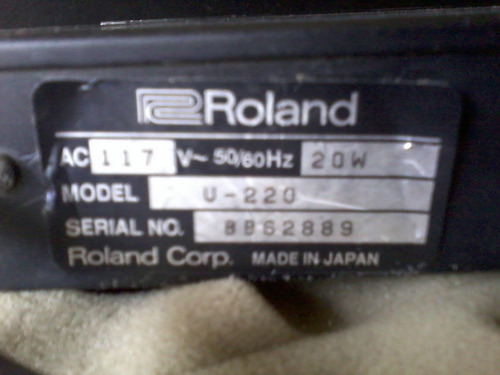 Roland
AC 117 V~ 50/60Hz 20W
MODEL U-220
SERIAL NO. BB62889
Roland Corp. MADE IN JAPAN